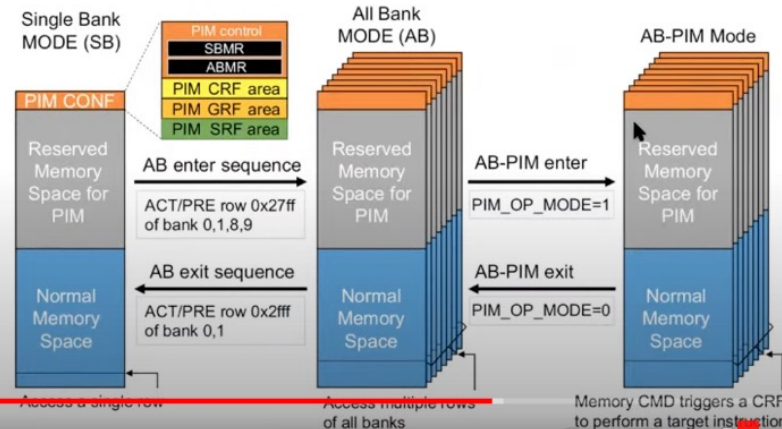 Single Bank
MODE (SB)
PIM control
SBMR
ABMR
PIM CRF area
PIM GRF area
PIM SRF area
All Bank
MODE (AB)
AB-PIM Mode
PIM CONF
Reserved
Memory
Space for
PIM
AB enter sequence
ACT/PRE row 0x27ff
of bank 0,1,8,9
Reserved
Memory
Space for
PIM
AB-PIM enter
PIM_OP_MODE=1
Reserved
Memory
Space for
PIM
Normal
Memory
Space
AB exit sequence
ACT/PRE row 0x2fff
of bank 0,1
Normal
Memory
Space
AB-PIM exit
PIM_OP_MODE=0
Normal
Memory
Space
Access a single row
Access multiple rows
of all banks
Memory CMD triggers a CRF
to perform a target instruction